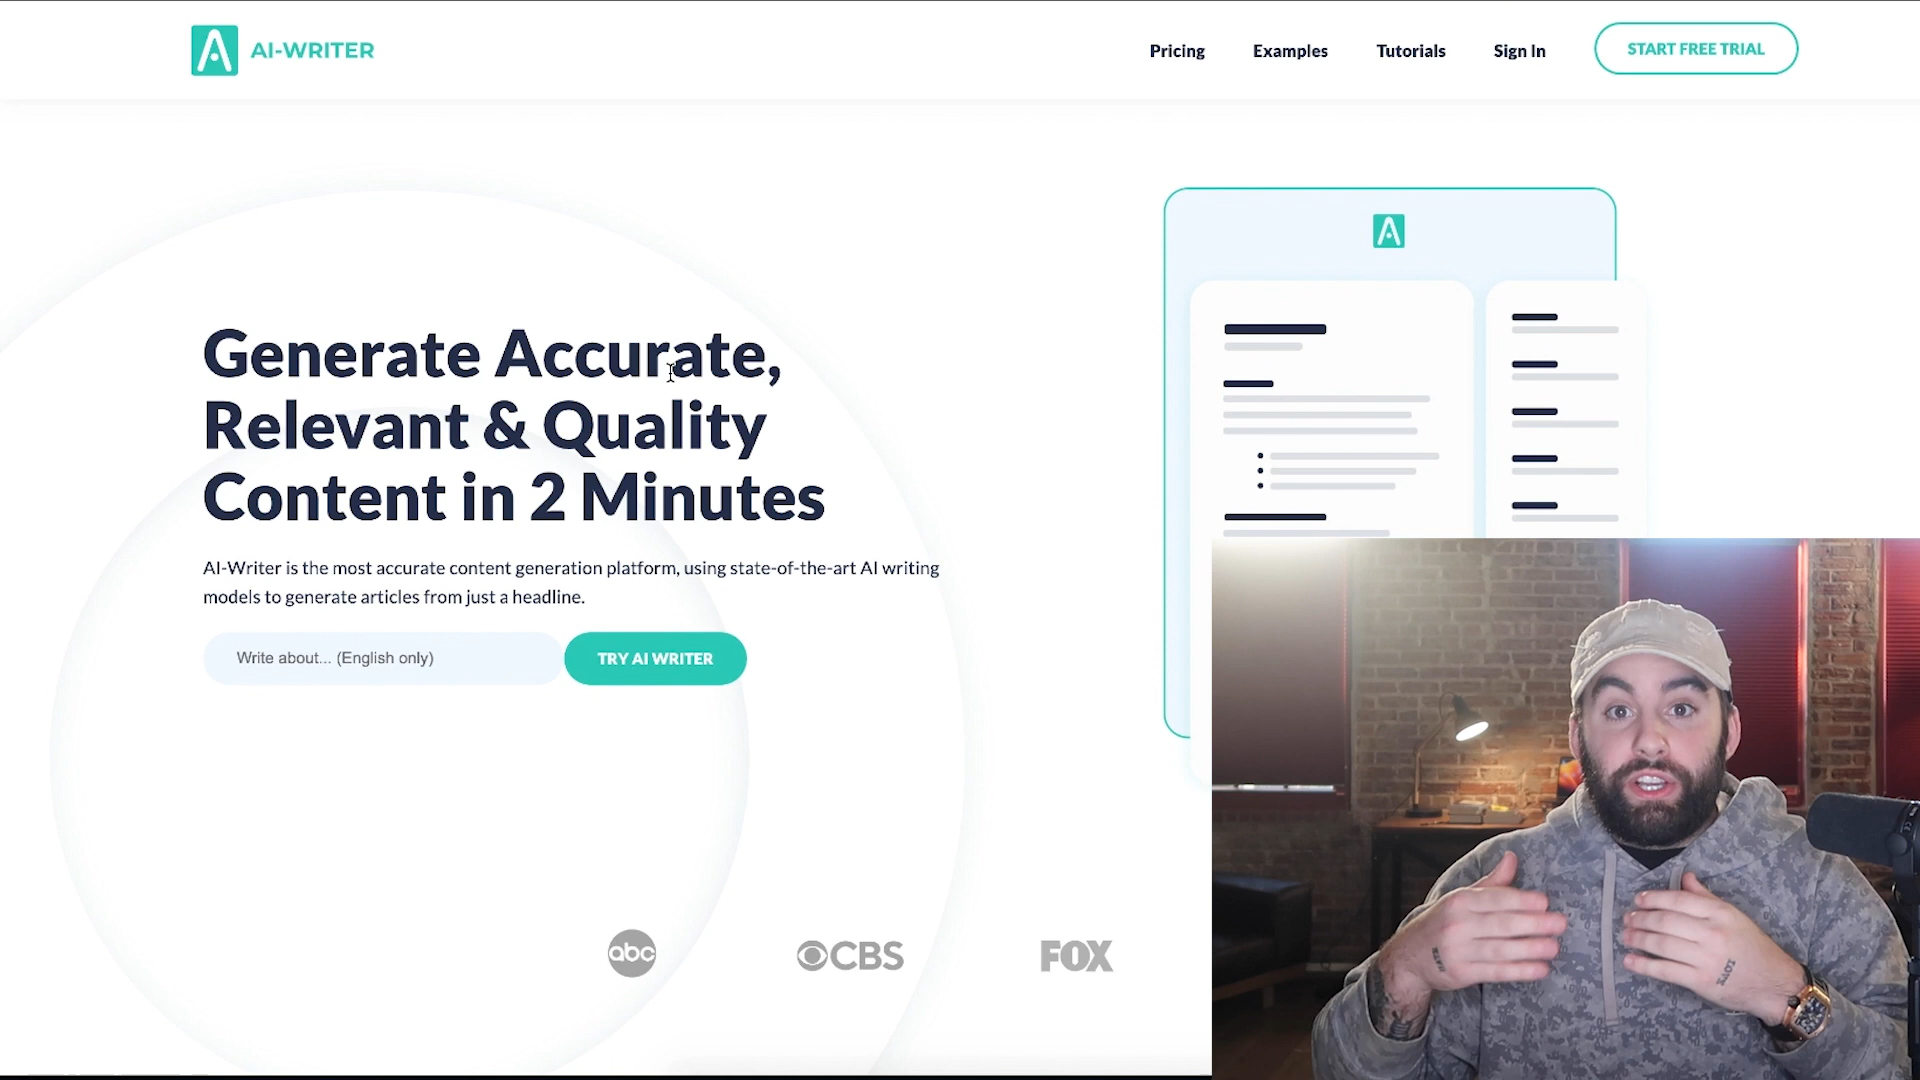 AI-WRITER
Pricing
Examples
Tutorials
Sign In
START FREE TRIAL
Generate Accurate,
Relevant & Quality
Content in 2 Minutes
AI-Writer is the most accurate content generation platform, using state-of-the-art AI writing
models to generate articles from just a headline.
Write about... (English only)
TRY AI WRITER
abc
CBS
FOX